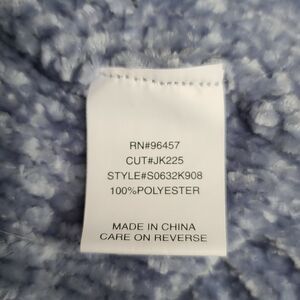 RN#96457
CUT#JK225
STYLE#S0632K908
100%POLYESTER
MADE IN CHINA
CARE ON REVERSE